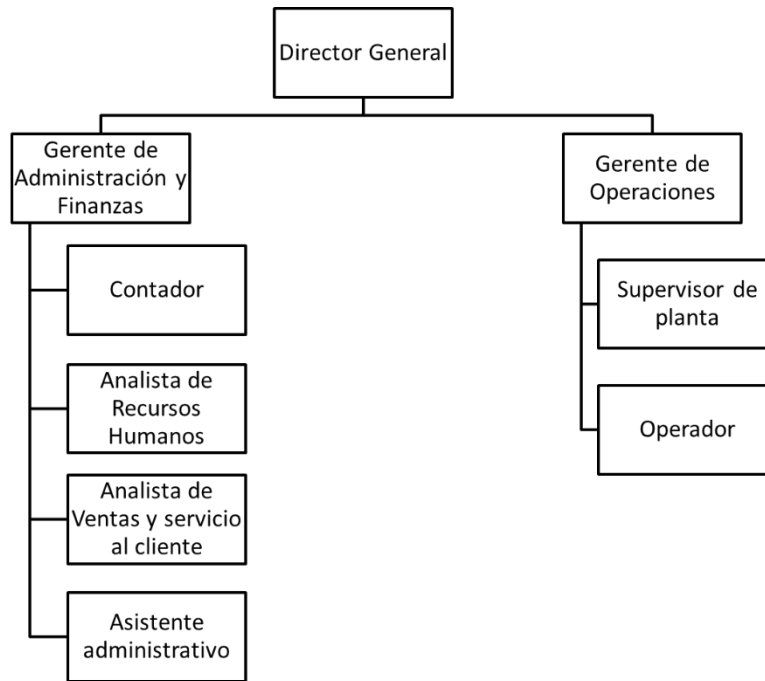 Director General
Gerente de
Administración y
Finanzas
Contador
Analista de
Recursos
Humanos
Analista de
Ventas y servicio
al cliente
Asistente
administrativo
Gerente de
Operaciones
Supervisor de
planta
Operador